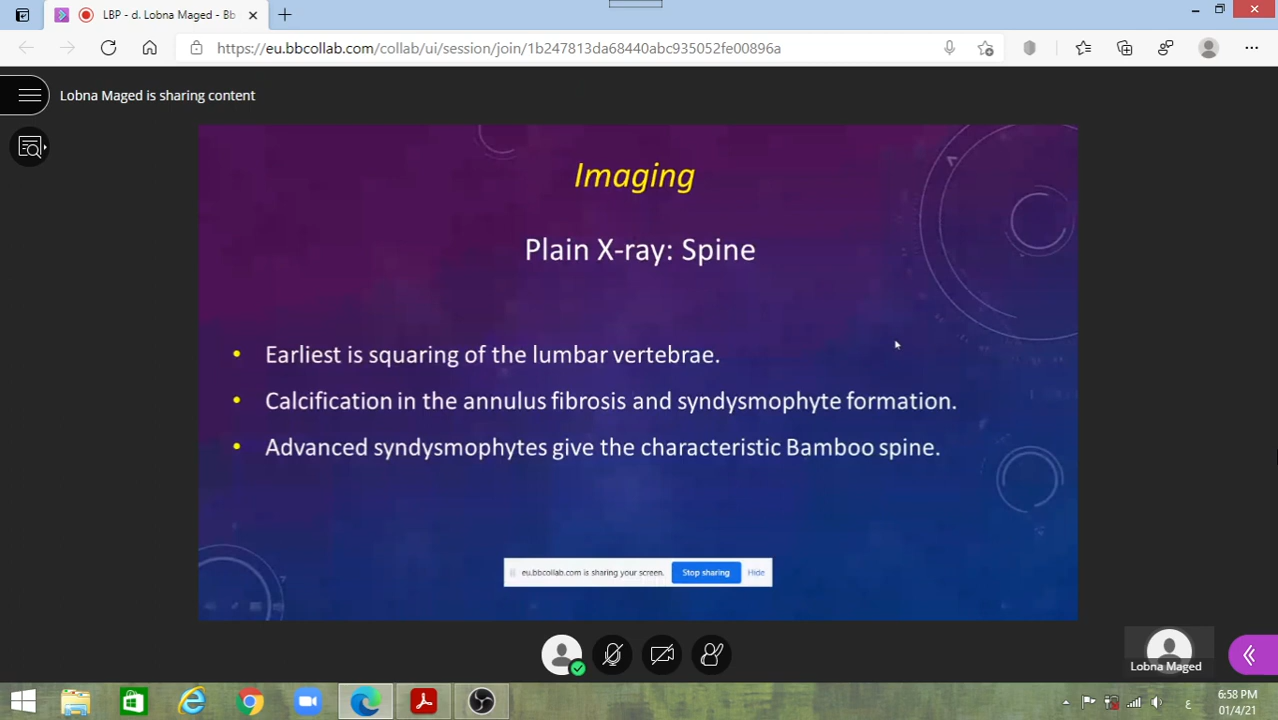 LBP - d. Lobna Maged - Bb
https://eu.bbcollab.com/collab/ui/session/join/1b247813da68440abc935052fe00896a
Lobna Maged is sharing content
Imaging
Plain X-ray: Spine
• Earliest is squaring of the lumbar vertebrae.
• Calcification in the annulus fibrosis and syndysmophyte formation.
• Advanced syndysmophytes give the characteristic Bamboo spine.
eu.bbcollab.com is sharing your screen. Stop sharing Hide
Lobna Maged
ع 6:58 PM
01/4/21